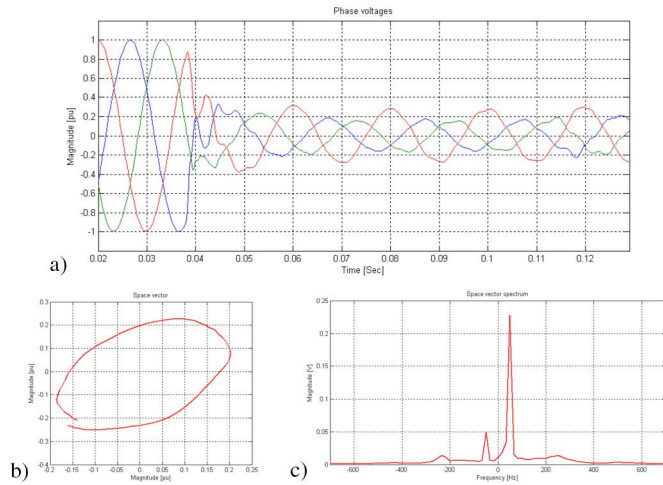 Phase voltages
Magnitude [pu]
1
0.8
0.6
0.4
0.2
0
-0.2
-0.4
-0.6
-0.8
-1
0.02 0.03 0.04 0.05 0.06 0.07 0.08 0.09 0.1 0.11 0.12
Time [Sec]
a)
Space vector
Magnitude [pu]
0.3
0.2
0.1
0
-0.1
-0.2
-0.3
-0.4
-0.2 -0.15 -0.1 -0.05 0 0.05 0.1 0.15 0.2 0.25
Magnitude [pu]
b)
Space vector spectrum
Magnitude [V]
0.25
0.2
0.15
0.1
0.05
0
-600 -400 -200 0 200 400 600
Frequency [Hz]
c)